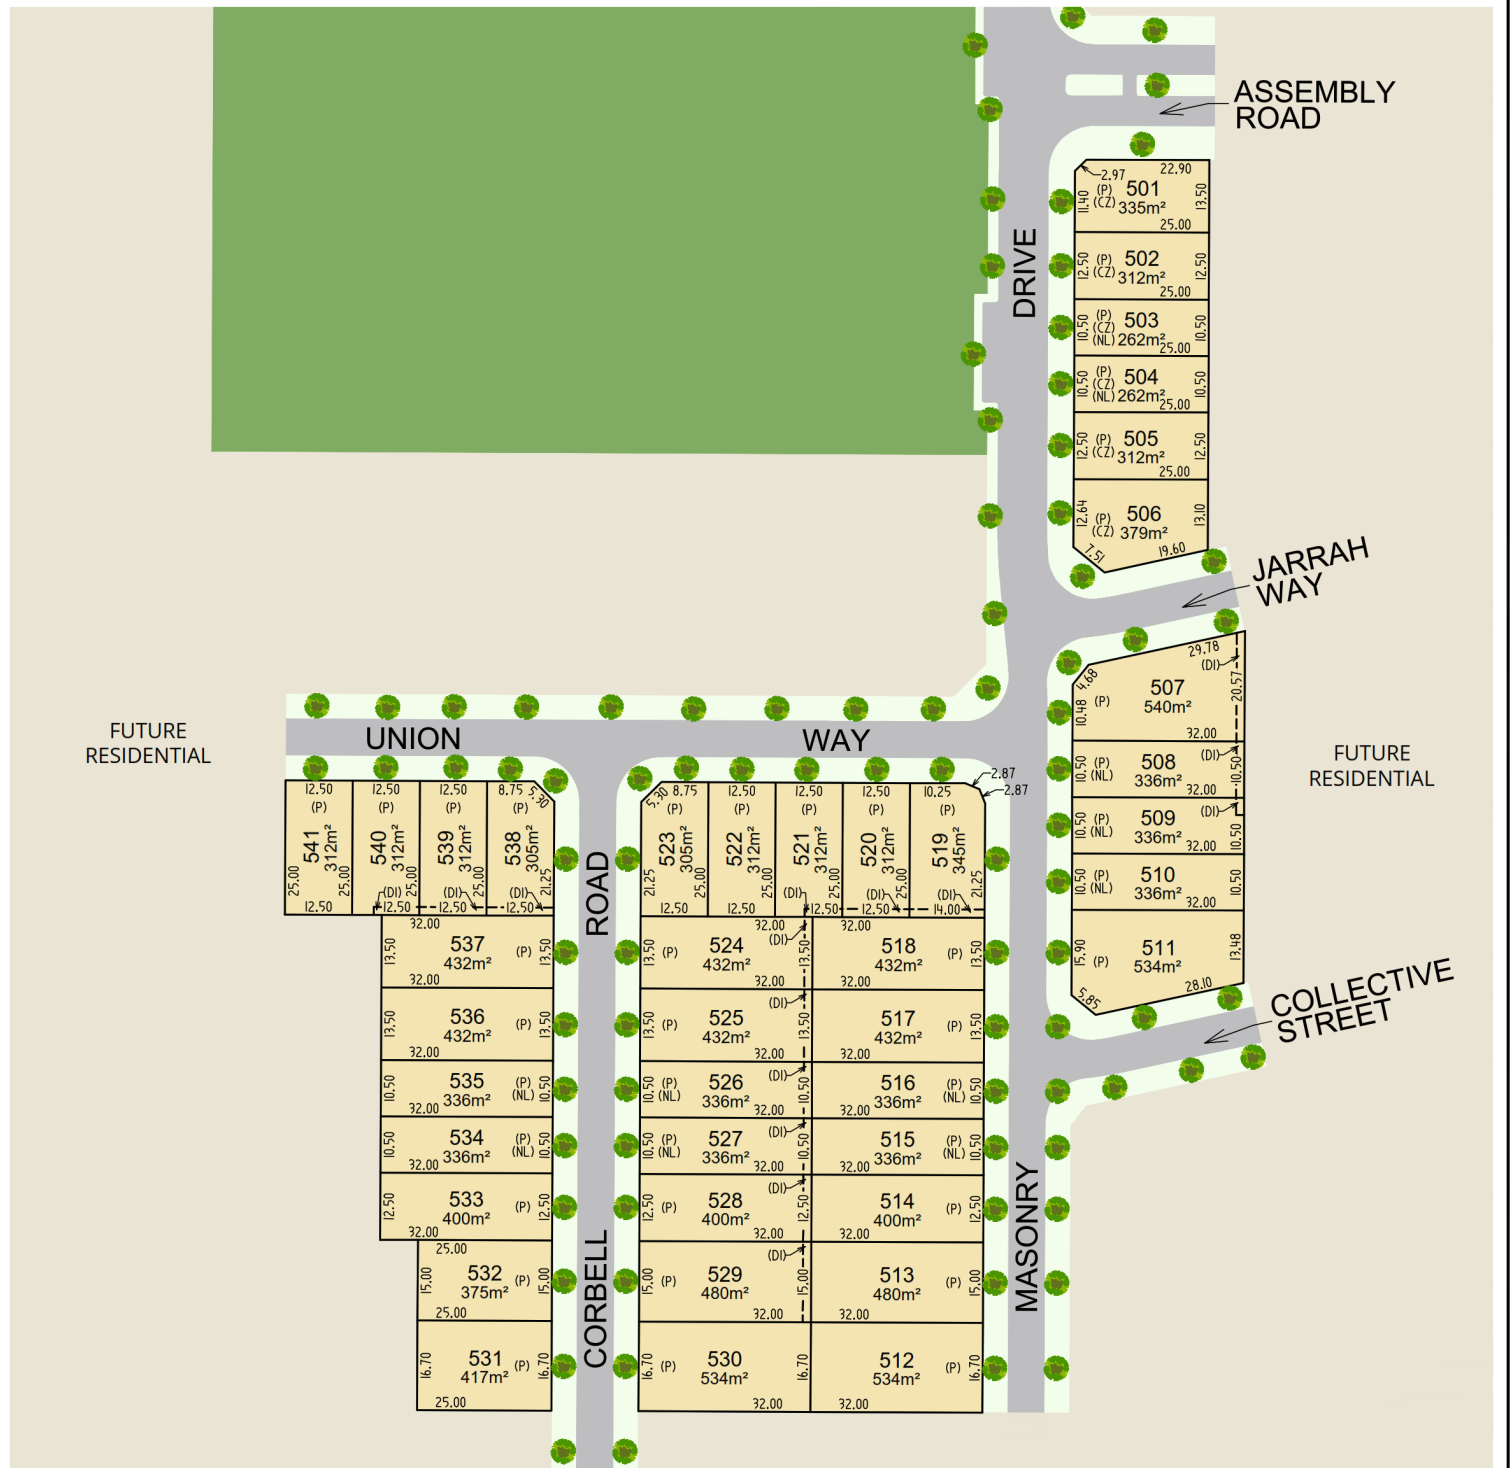 ASSEMBLY
ROAD
22.90
2.97
501
335m²
(P)
(CZ)
11.40
13.50
25.00
DRIVE
502
312m²
(P)
(CZ)
12.50
12.50
25.00
503
262m²
(P)
(CZ)
(NL)
10.50
10.50
25.00
504
262m²
(P)
(CZ)
(NL)
10.50
10.50
25.00
505
312m²
(P)
(CZ)
12.50
12.50
25.00
506
379m²
(P)
(CZ)
12.64
13.10
7.51
19.60
JARRAH
WAY
29.78
(DI)
4.68
507
540m²
(P)
10.48
20.57
32.00
508
336m²
(P)
(NL)
(DI)
10.50
10.50
32.00
509
336m²
(P)
(NL)
(DI)
10.50
10.50
32.00
510
336m²
(P)
(NL)
10.50
10.50
32.00
511
534m²
(P)
15.90
13.48
5.85
28.10
COLLECTIVE
STREET
FUTURE
RESIDENTIAL
FUTURE
RESIDENTIAL
UNION
WAY
12.50
(P)
541
312m²
25.00
25.00
12.50
12.50
(P)
540
312m²
25.00
(DI)
12.50
12.50
(P)
539
312m²
25.00
(DI)
12.50
8.75
5.30
(P)
538
305m²
21.25
(DI)
12.50
5.30
8.75
(P)
523
305m²
21.25
25.00
12.50
12.50
(P)
522
312m²
25.00
12.50
12.50
(P)
521
312m²
(DI)
12.50
12.50
(P)
520
312m²
25.00
(DI)
12.50
10.25
2.87
2.87
(P)
519
345m²
21.25
(DI)
14.00
ROAD
32.00
537
432m²
(P)
13.50
13.50
32.00
536
432m²
(P)
13.50
13.50
32.00
535
336m²
(P)
(NL)
10.50
10.50
32.00
534
336m²
(P)
(NL)
10.50
10.50
32.00
533
400m²
(P)
12.50
12.50
32.00
25.00
532
375m²
(P)
15.00
15.00
25.00
531
417m²
(P)
16.70
16.70
25.00
CORBELL
32.00
524
432m²
(P)
(DI)
13.50
13.50
32.00
525
432m²
(P)
(DI)
13.50
13.50
32.00
526
336m²
(P)
(NL)
(DI)
10.50
10.50
32.00
527
336m²
(P)
(NL)
(DI)
10.50
10.50
32.00
528
400m²
(P)
(DI)
12.50
12.50
32.00
529
480m²
(P)
(DI)
15.00
15.00
32.00
530
534m²
(P)
16.70
16.70
32.00
32.00
518
432m²
(P)
13.50
32.00
517
432m²
(P)
13.50
32.00
516
336m²
(P)
(NL)
10.50
32.00
515
336m²
(P)
(NL)
10.50
32.00
514
400m²
(P)
12.50
32.00
513
480m²
(P)
15.00
32.00
512
534m²
(P)
16.70
32.00
MASONRY